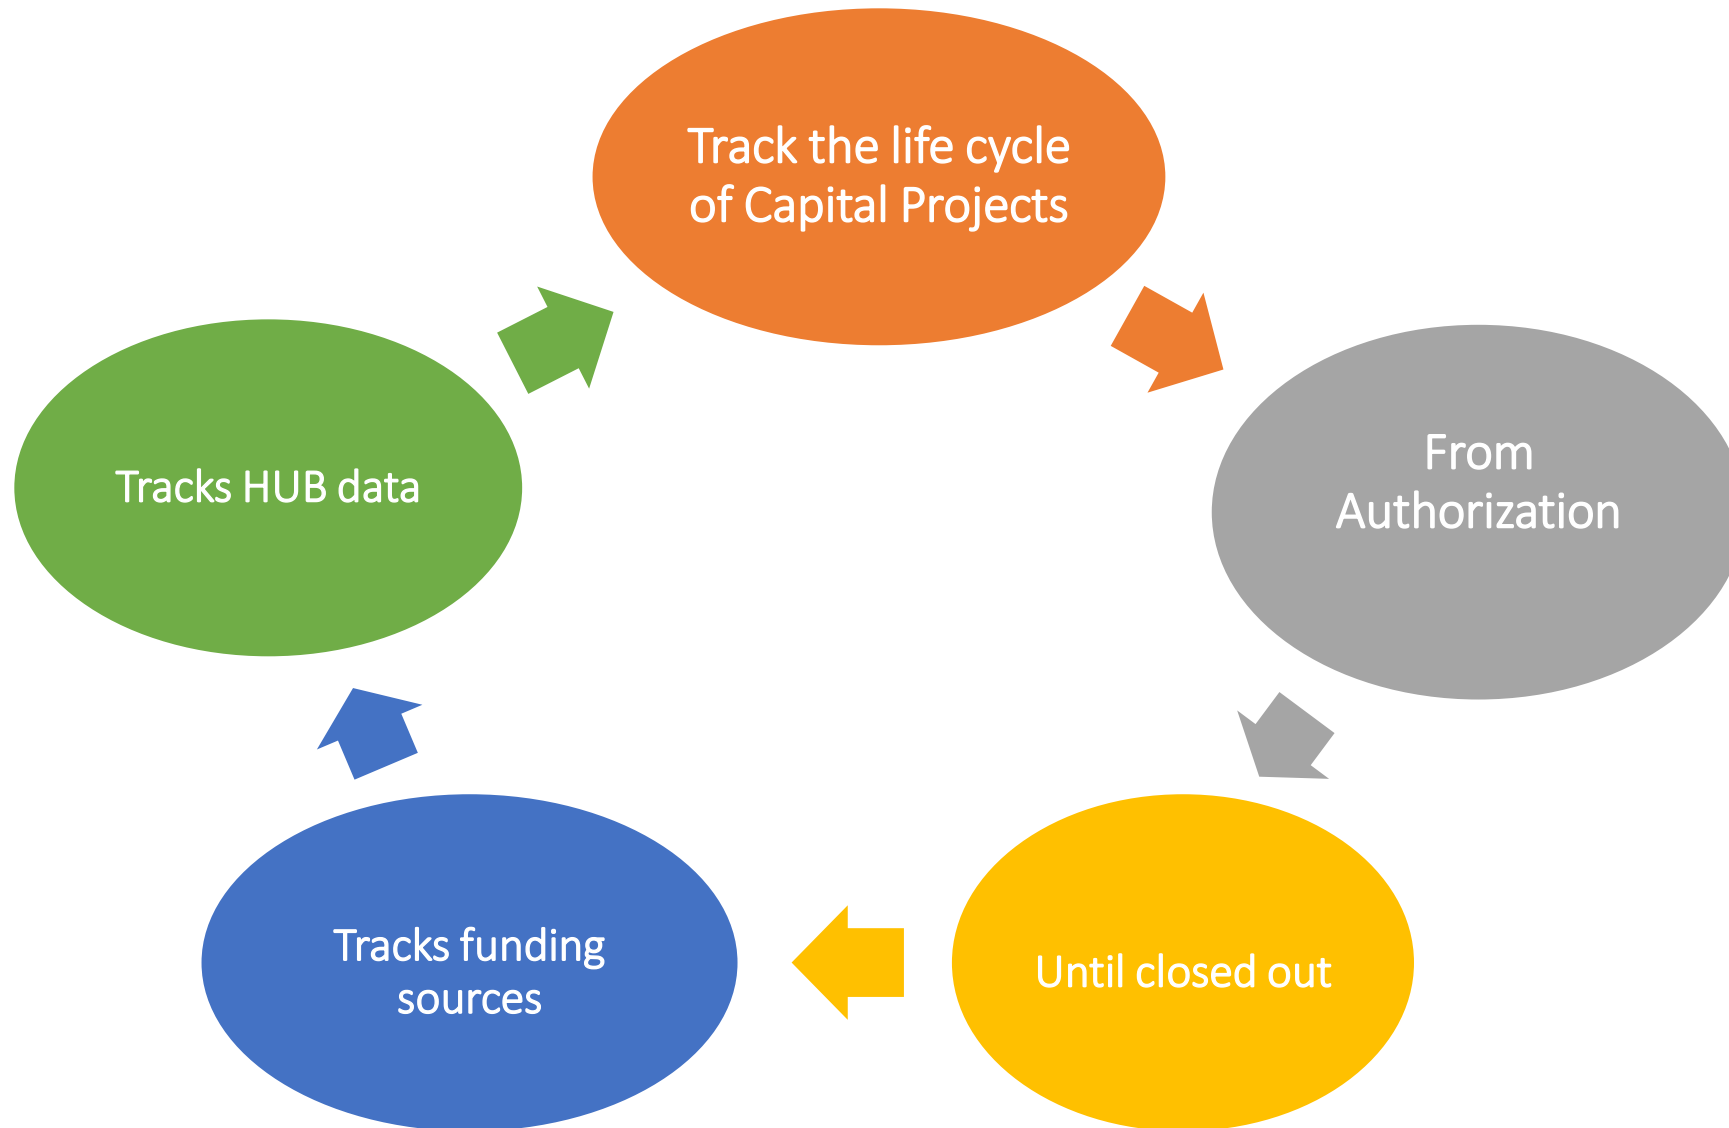 Track the life cycle
of Capital Projects
From
Authorization
Until closed out
Tracks funding
sources
Tracks HUB data